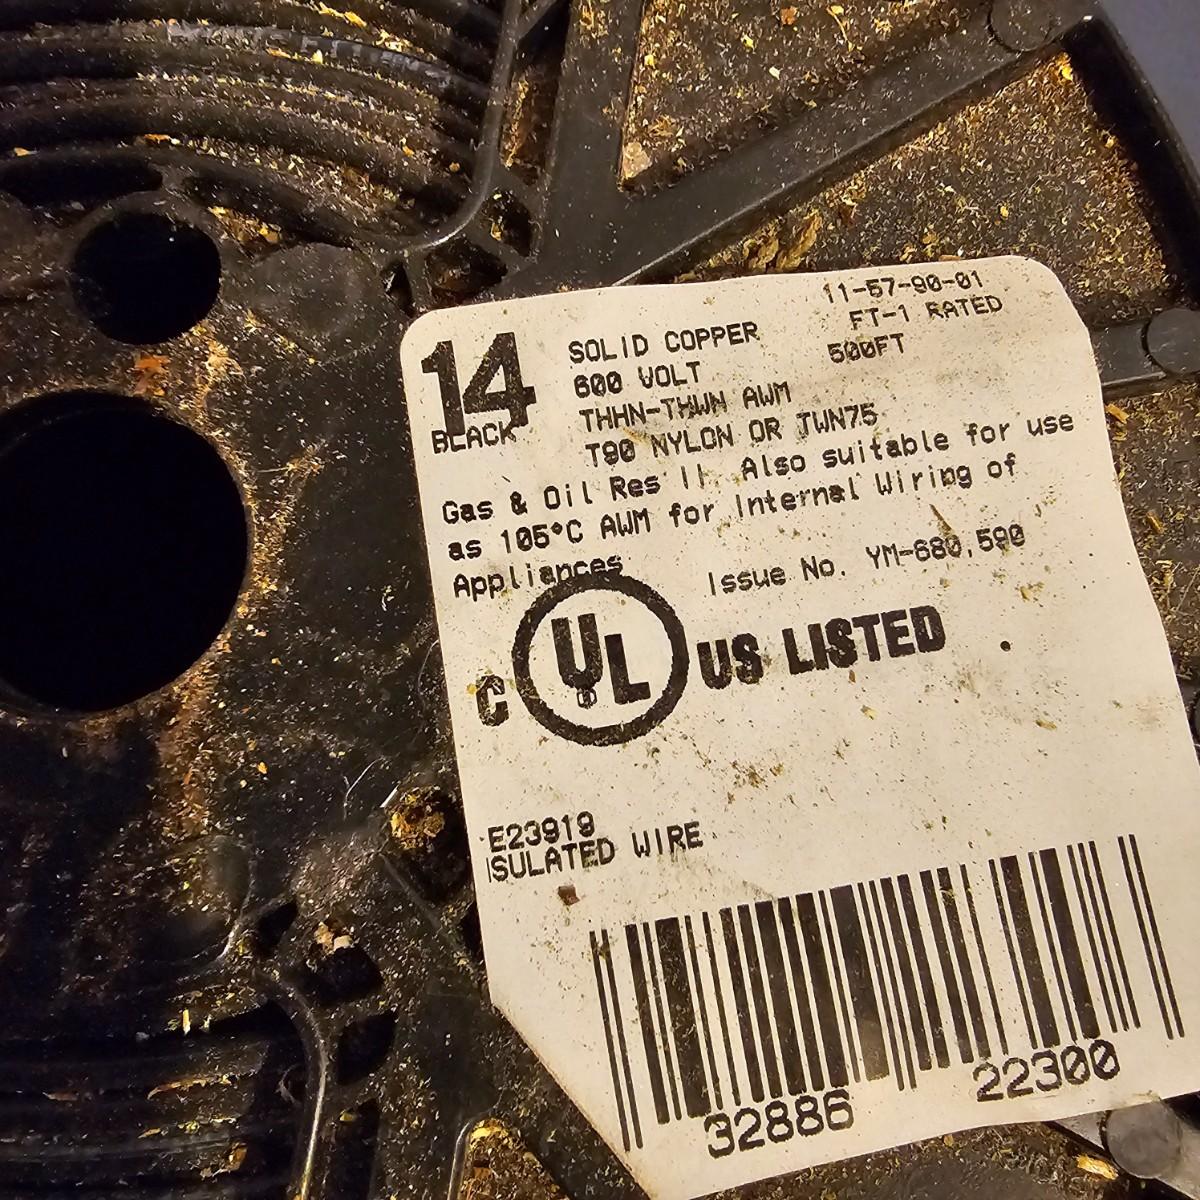 11-57-90-01
14 SOLID COPPER FT-1 RATED
600 VOLT 500FT
BLACK THHN-THWN AWM
T90 NYLON OR TWN75
Gas & Oil Res II. Also suitable for use
as 105°C AWM for Internal Wiring of
Appliances Issue No. YM-680,590
C UL US LISTED
E23919
SULATED WIRE
32886 22300